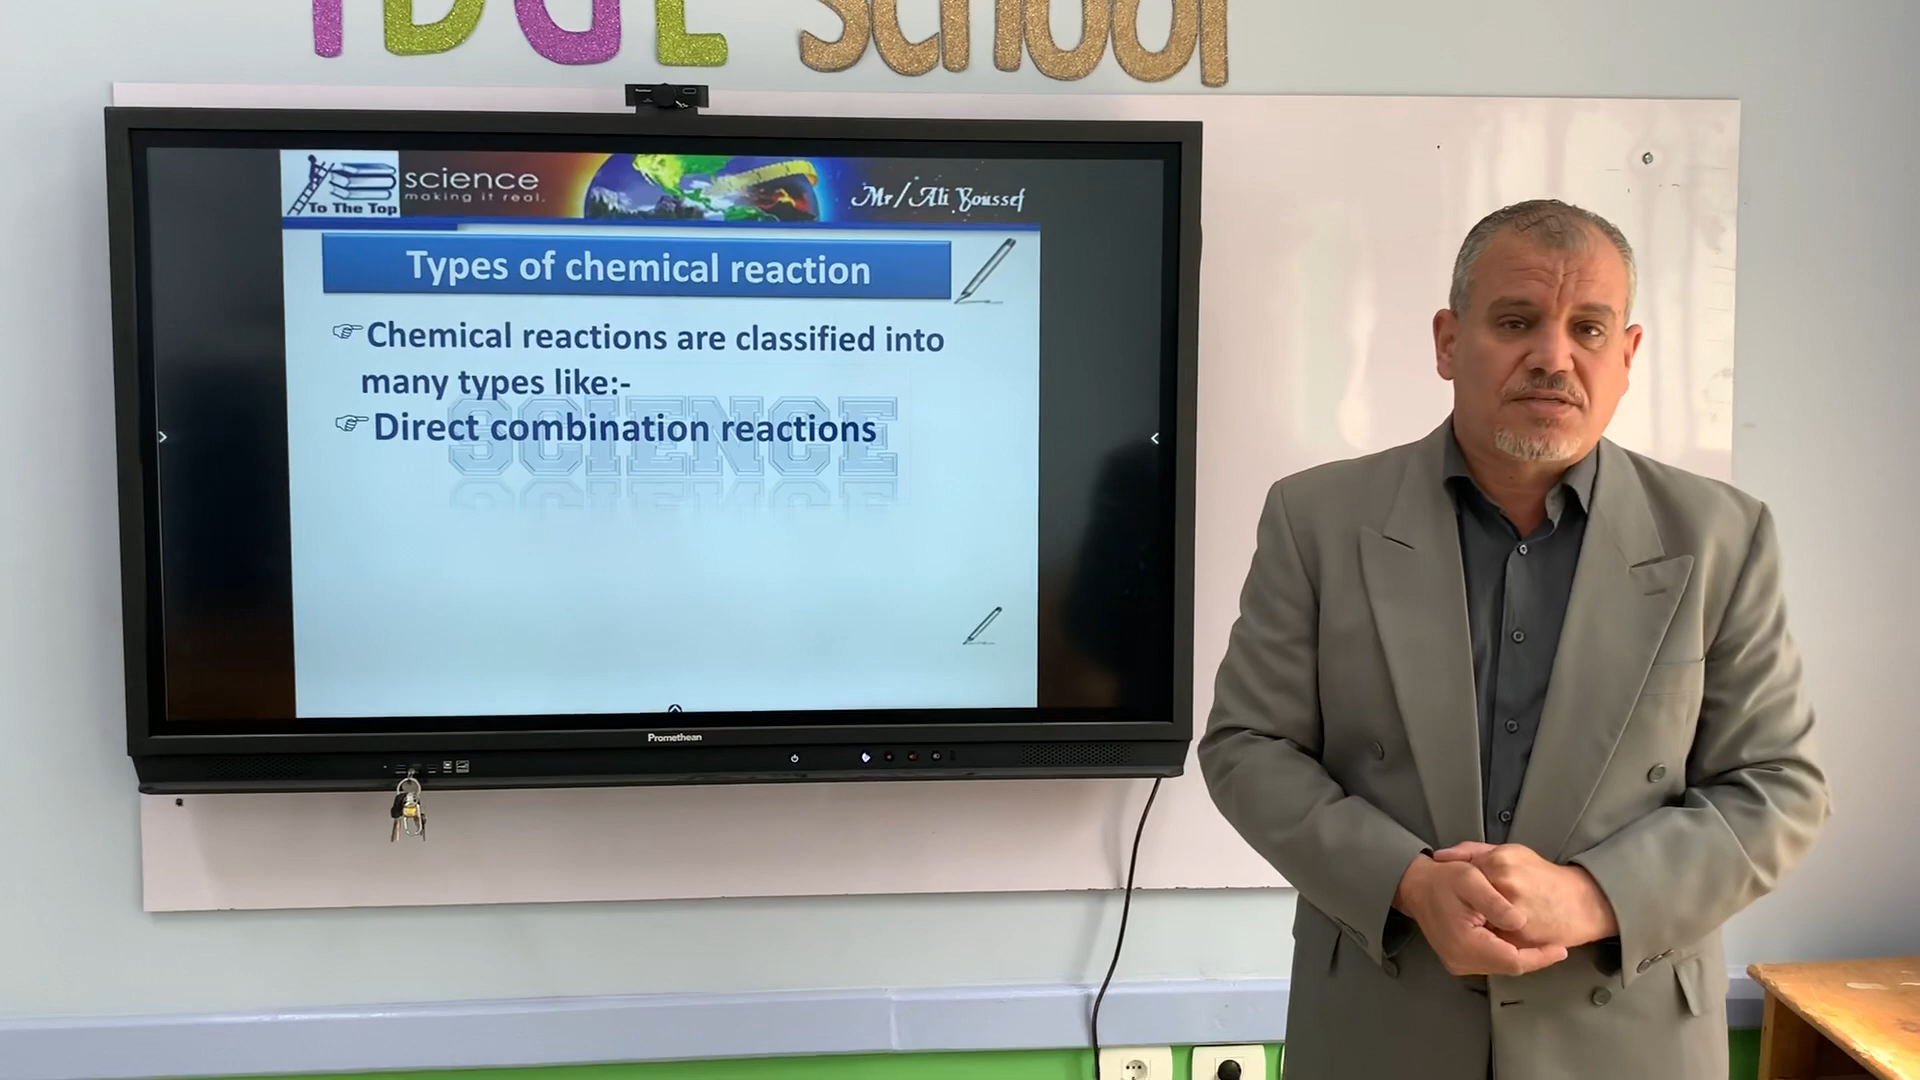 School
To The Top
science
making it real.
Mr/Ali Youssef
Types of chemical reaction
Chemical reactions are classified into
many types like:-
Direct combination reactions
SCIENCE
Promethean